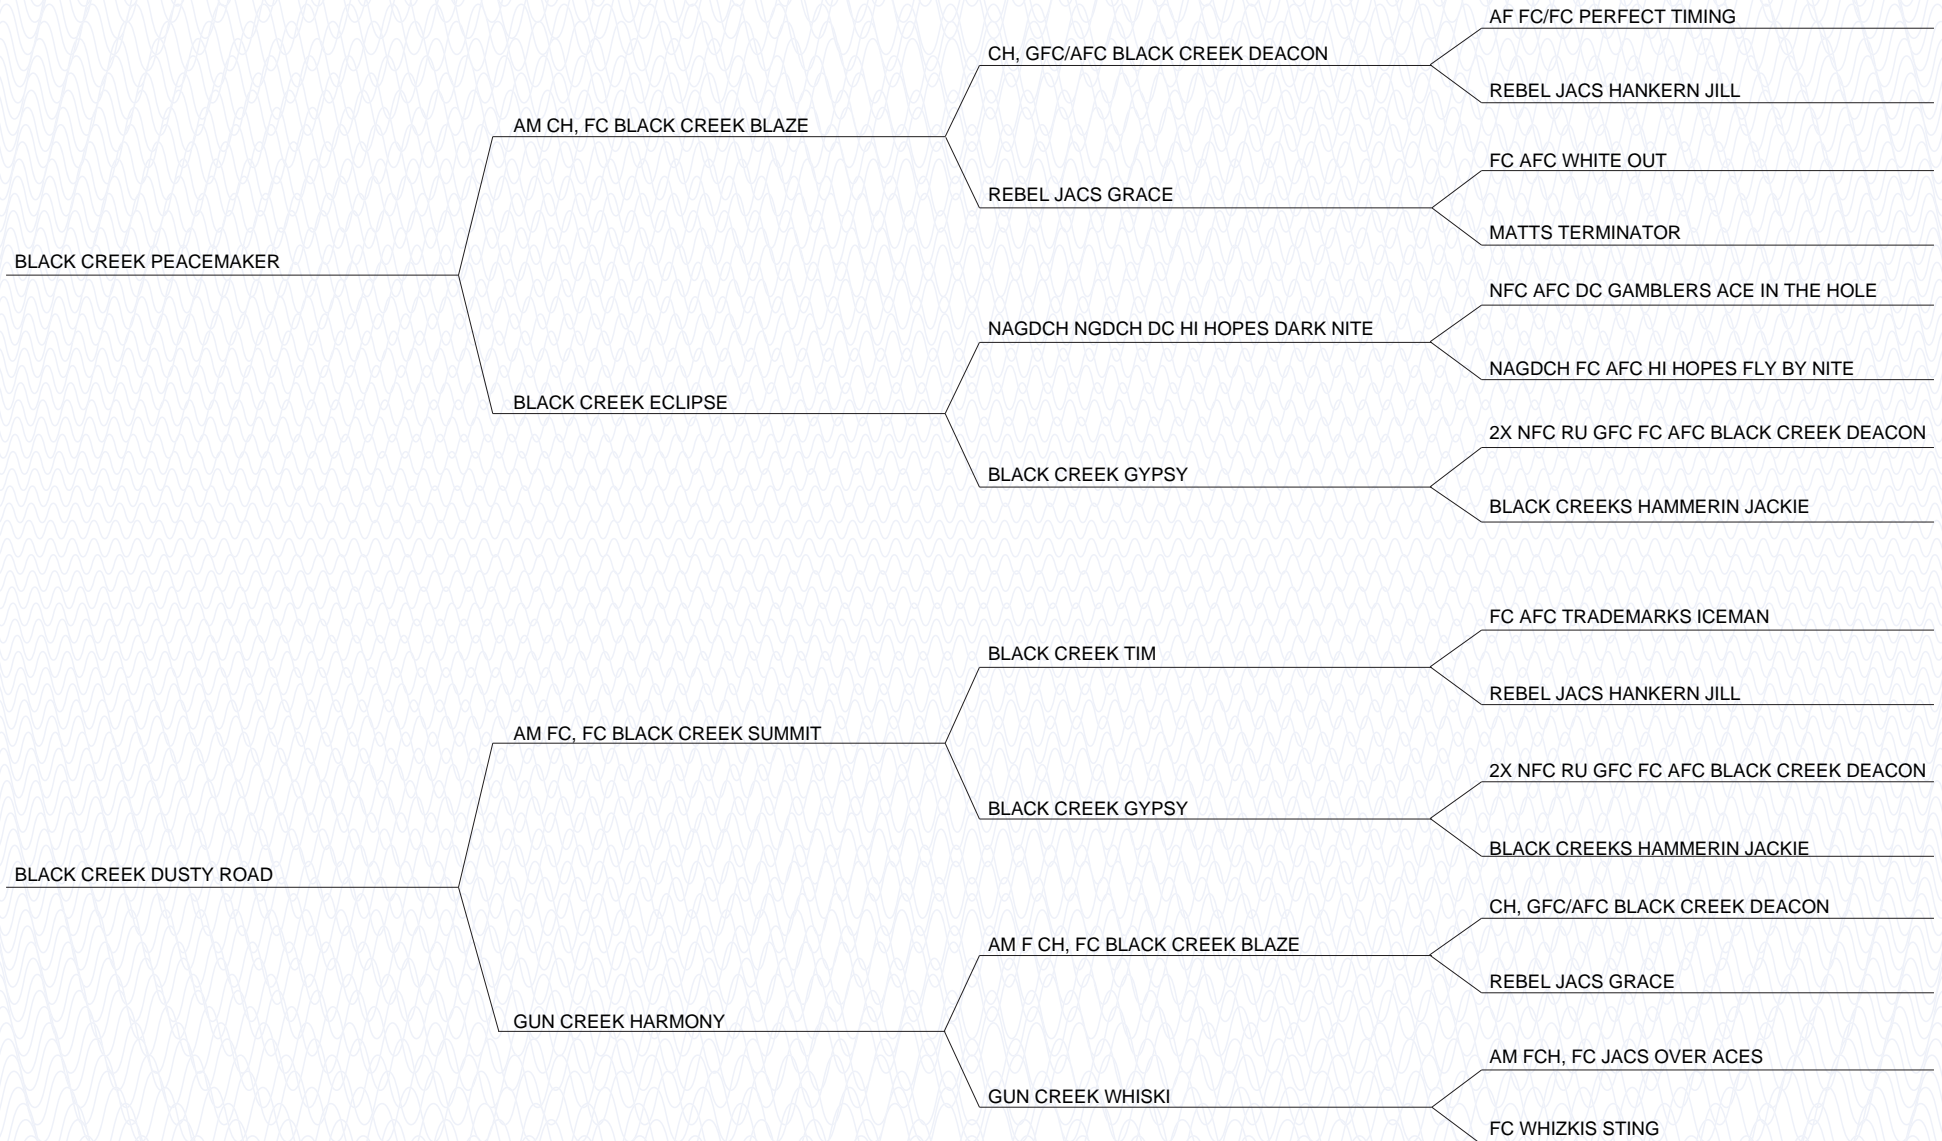 AF FC/FC PERFECT TIMING
CH, GFC/AFC BLACK CREEK DEACON
REBEL JACS HANKERN JILL
AM CH, FC BLACK CREEK BLAZE
FC AFC WHITE OUT
REBEL JACS GRACE
MATTS TERMINATOR
BLACK CREEK PEACEMAKER
NFC AFC DC GAMBLERS ACE IN THE HOLE
NAGDCH NGDCH DC HI HOPES DARK NITE
NAGDCH FC AFC HI HOPES FLY BY NITE
BLACK CREEK ECLIPSE
2X NFC RU GFC FC AFC BLACK CREEK DEACON
BLACK CREEK GYPSY
BLACK CREEKS HAMMERIN JACKIE
FC AFC TRADEMARKS ICEMAN
BLACK CREEK TIM
REBEL JACS HANKERN JILL
AM FC, FC BLACK CREEK SUMMIT
2X NFC RU GFC FC AFC BLACK CREEK DEACON
BLACK CREEK GYPSY
BLACK CREEKS HAMMERIN JACKIE
BLACK CREEK DUSTY ROAD
CH, GFC/AFC BLACK CREEK DEACON
AM F CH, FC BLACK CREEK BLAZE
REBEL JACS GRACE
GUN CREEK HARMONY
AM FCH, FC JACS OVER ACES
GUN CREEK WHISKI
FC WHIZKIS STING